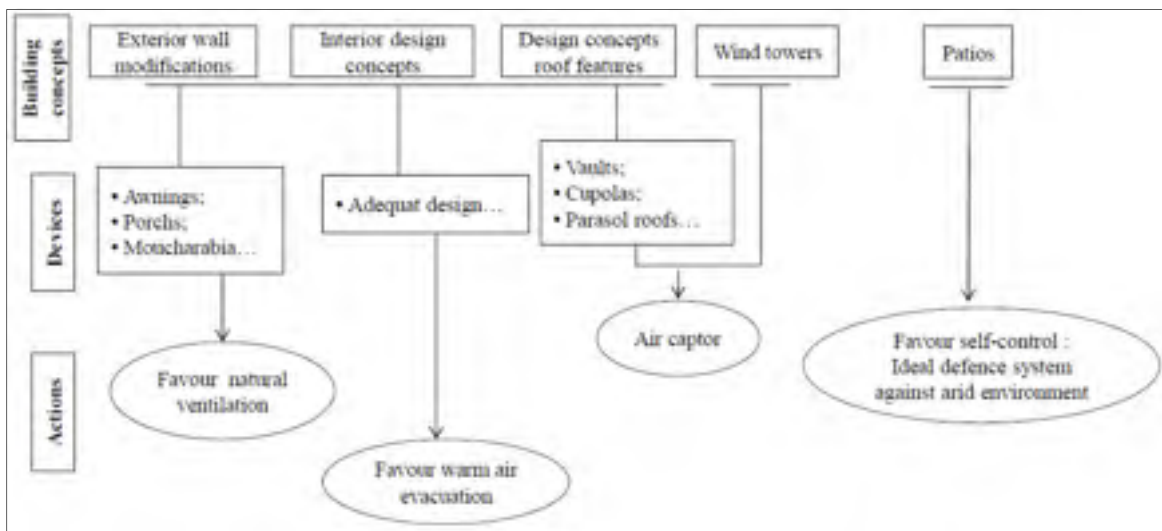 Building
concepts
Exterior wall
modifications
Interior design
concepts
Design concepts
roof features
Wind towers
Patios
Devices
• Awnings;
• Porchs;
• Moucharabia…
• Adequat design…
• Vaults;
• Cupolas;
• Parasol roofs…
Actions
Favour natural
ventilation
Favour warm air
evacuation
Air captor
Favour self-control :
Ideal defence system
against arid environment